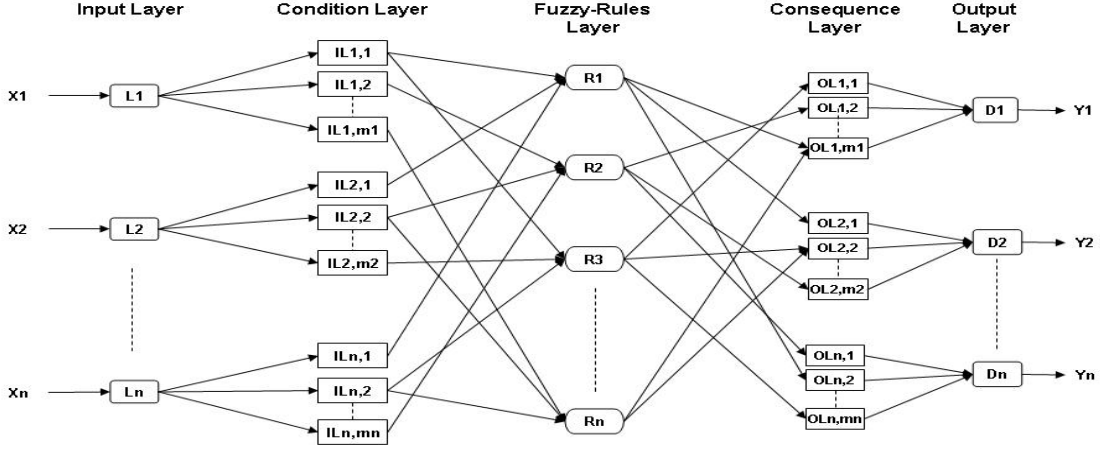 Input Layer
Condition Layer
Fuzzy-Rules
Layer
Consequence
Layer
Output
Layer
X1
L1
IL1,1
IL1,2
IL1,m1
X2
L2
IL2,1
IL2,2
IL2,m2
Xn
Ln
ILn,1
ILn,2
ILn,mn
R1
R2
R3
Rn
OL1,1
OL1,2
OL1,m1
D1
Y1
OL2,1
OL2,2
OL2,m2
D2
Y2
OLn,1
OLn,2
OLn,mn
Dn
Yn